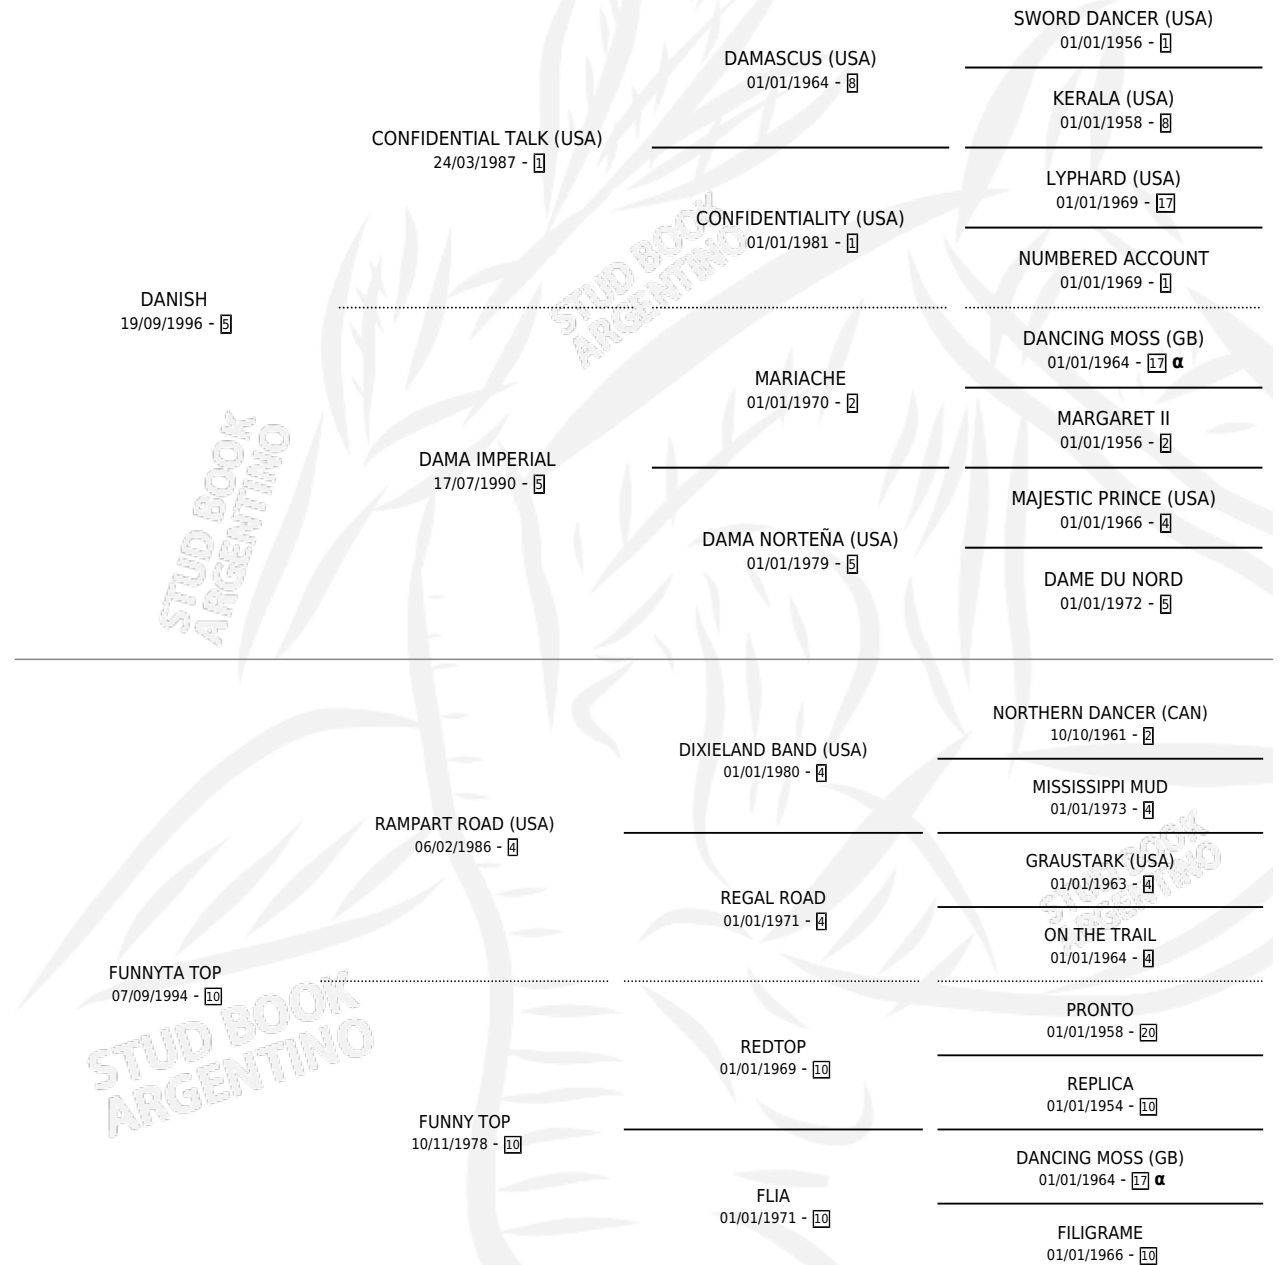 SWORD DANCER (USA)
01/01/1956 - 1
DAMASCUS (USA)
01/01/1964 - 8
KERALA (USA)
01/01/1958 - 8
CONFIDENTIAL TALK (USA)
24/03/1987 - 1
LYPHARD (USA)
01/01/1969 - 17
CONFIDENTIALITY (USA)
01/01/1981 - 1
NUMBERED ACCOUNT
01/01/1969 - 1
DANISH
19/09/1996 - 5
DANCING MOSS (GB)
01/01/1964 - 17 α
MARIACHE
01/01/1970 - 2
MARGARET II
01/01/1956 - 2
DAMA IMPERIAL
17/07/1990 - 5
MAJESTIC PRINCE (USA)
01/01/1966 - 4
DAMA NORTEÑA (USA)
01/01/1979 - 5
DAME DU NORD
01/01/1972 - 5
NORTHERN DANCER (CAN)
10/10/1961 - 2
DIXIELAND BAND (USA)
01/01/1980 - 4
MISSISSIPPI MUD
01/01/1973 - 4
RAMPART ROAD (USA)
06/02/1986 - 4
GRAUSTARK (USA)
01/01/1963 - 4
REGAL ROAD
01/01/1971 - 4
ON THE TRAIL
01/01/1964 - 4
FUNNYTA TOP
07/09/1994 - 10
PRONTO
01/01/1958 - 20
REDTOP
01/01/1969 - 10
REPLICA
01/01/1954 - 10
FUNNY TOP
10/11/1978 - 10
DANCING MOSS (GB)
01/01/1964 - 17 α
FLIA
01/01/1971 - 10
FILIGRAME
01/01/1966 - 10
STUD BOOK
ARGENTINO
STUD BOOK
ARGENTINO
STUD BOOK
ARGENTINO
STUD BOOK
ARGENTINO